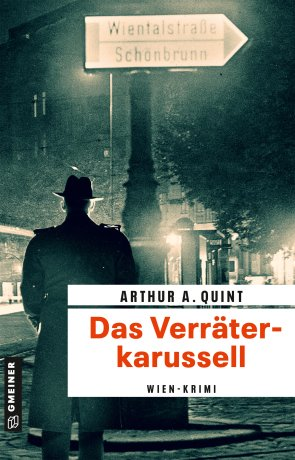 Wientalstraße
Schönbrunn
ARTHUR A. QUINT
Das Verräter-
karussell
WIEN-KRIMI
GMEINER